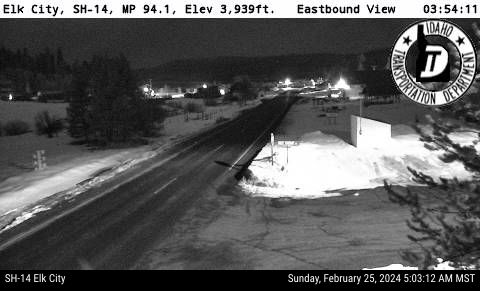 Elk City, SH-14, MP 94.1, Elev 3,939ft. Eastbound View 03:54:11
IDAHO
TRANSPORTATION DEPARTMENT
SH-14 Elk City Sunday, February 25, 2024 5:03:12 AM MST